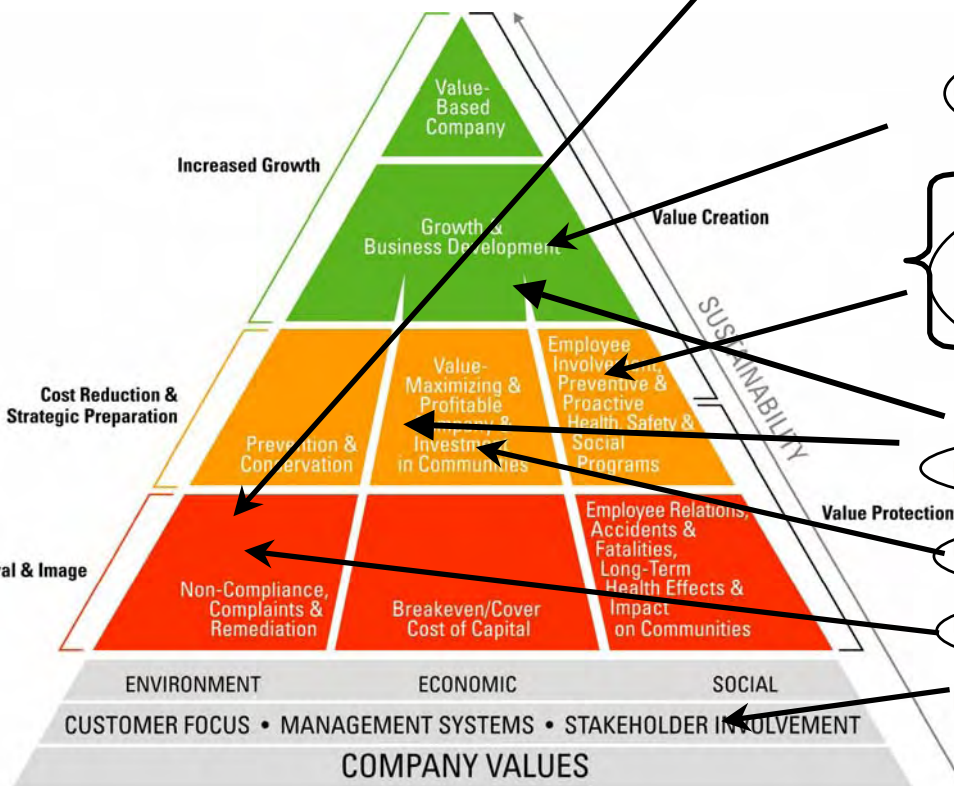 Value-
Based
Company
Increased Growth
Value Creation
Growth &
Business Development
SUSTAINABILITY
Cost Reduction &
Strategic Preparation
Prevention &
Conservation
Value-
Maximizing &
Profitable
Company &
Investment
in Communities
Employee
Involvement,
Preventive &
Proactive
Health, Safety &
Social
Programs
Value Protection
al & Image
Non-Compliance,
Complaints &
Remediation
Breakeven/Cover
Cost of Capital
Employee Relations,
Accidents &
Fatalities,
Long-Term
Health Effects &
Impact
on Communities
ENVIRONMENT
ECONOMIC
SOCIAL
CUSTOMER FOCUS • MANAGEMENT SYSTEMS • STAKEHOLDER INVOLVEMENT
COMPANY VALUES